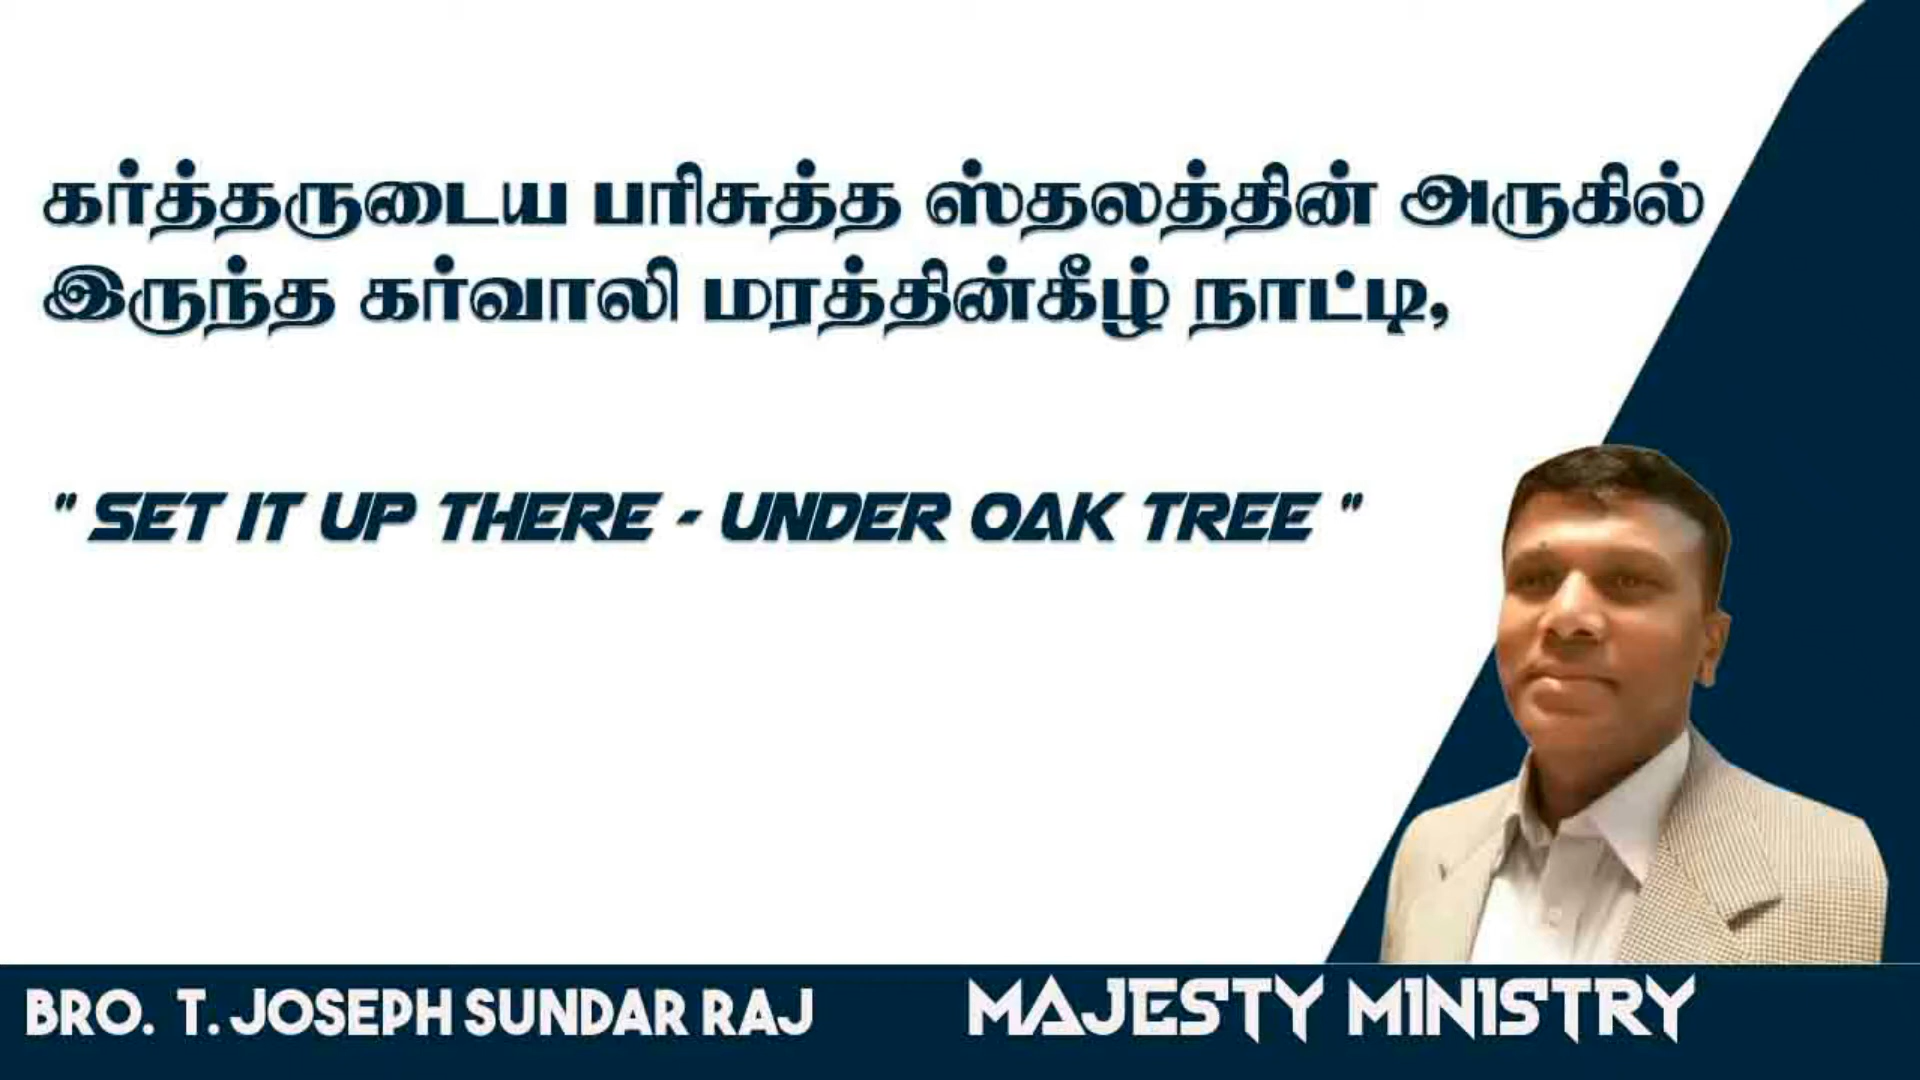 கர்த்தருடைய பரிசுத்த ஸ்தலத்தின் அருகில்
இருந்த கர்வாலி மரத்தின்கீழ் நாட்டி,
" SET IT UP THERE - UNDER OAK TREE "
BRO. T. JOSEPH SUNDAR RAJ
MAJESTY MINISTRY